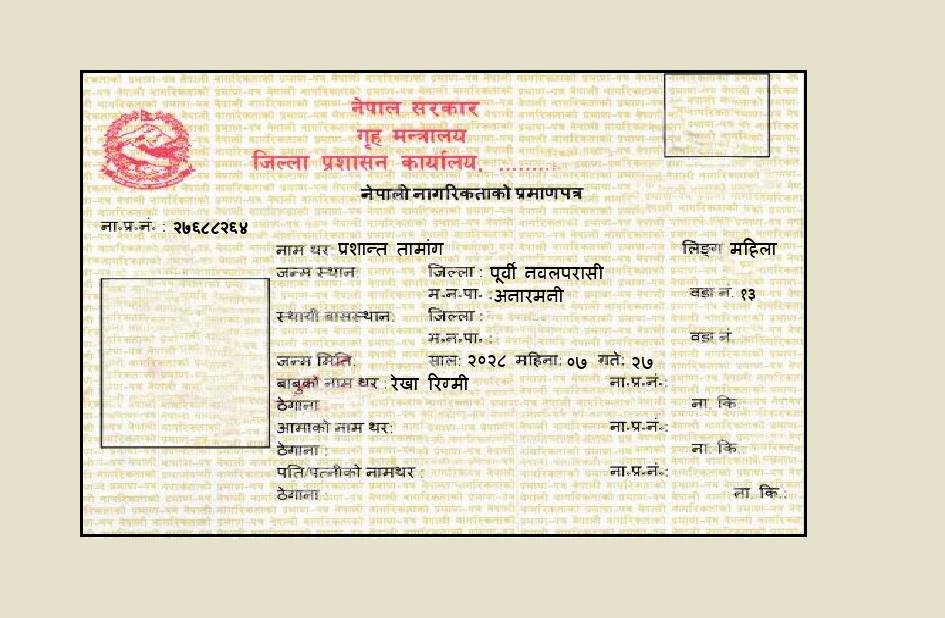 नेपाल सरकार
गृह मन्त्रालय
जिल्ला प्रशासन कार्यालय, .........
नेपाली नागरिकताको प्रमाणपत्र
ना.प्र.नं. : २७६८८२६४
नाम थर प्रशान्त तामांग लिङ्ग महिला
जन्म स्थान: जिल्ला : पूर्वी नवलपरासी
म.न.पा. :अनारमनी वडा नं. १३
स्थायी बासस्थान: जिल्ला :
म.न.पा. : वडा नं
जन्म मिति: साल: २०२८ महिना: ०७ गते: २७
बाबुको नाम थर : रेखा रिग्मी ना.प्र.नं.:
ठेगाना ना. कि.
आमाको नाम थर: ना.प्र.नं.:
ठेगाना : ना. कि.
पति/पत्नीको नामथर : ना.प्र.नं.:
ठेगाना : ना. कि.: